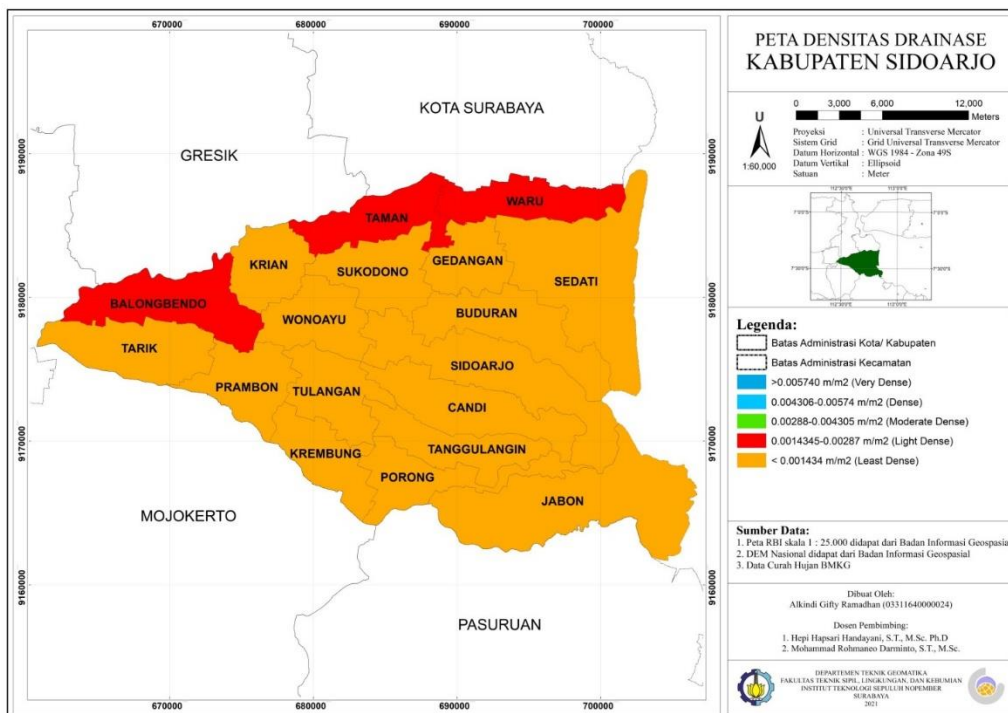 670000 680000 690000 700000
9190000
9180000
9170000
9160000
KOTA SURABAYA
GRESIK
TAMAN
WARU
KRIAN
SUKODONO
GEDANGAN
SEDATI
BALONGBENDO
WONOAYU
BUDURAN
TARIK
SIDOARJO
PRAMBON
TULANGAN
CANDI
KREMBUNG
TANGGULANGIN
PORONG
JABON
MOJOKERTO
PASURUAN
9190000
9180000
9170000
9160000
670000 680000 690000 700000
PETA DENSITAS DRAINASE
KABUPATEN SIDOARJO
U
1:60,000
0 3,000 6,000 12,000
Meters
Proyeksi : Universal Transverse Mercator
Sistem Grid : Grid Universal Transverse Mercator
Datum Horizontal : WGS 1984 - Zona 49S
Datum Vertikal : Ellipsoid
Satuan : Meter
Legenda:
Batas Administrasi Kota/ Kabupaten
Batas Administrasi Kecamatan
>0.005740 m/m2 (Very Dense)
0.004306-0.00574 m/m2 (Dense)
0.00288-0.004305 m/m2 (Moderate Dense)
0.0014345-0.00287 m/m2 (Light Dense)
< 0.001434 m/m2 (Least Dense)
Sumber Data:
1. Peta RBI skala 1 : 25.000 didapat dari Badan Informasi Geospasial
2. DEM Nasional didapat dari Badan Informasi Geospasial
3. Data Curah Hujan BMKG
Dibuat Oleh:
Alkindi Gifty Ramadhan (03311640000024)
Dosen Pembimbing:
1. Hepi Hapsari Handayani, S.T., M.Sc. Ph.D
2. Mohammad Rohmaneo Darminto, S.T., M.Sc.
DEPARTEMEN TEKNIK GEOMATIKA
FAKULTAS TEKNIK SIPIL, LINGKUNGAN, DAN KEBUMIAN
INSTITUT TEKNOLOGI SEPULUH NOPEMBER
SURABAYA
2021